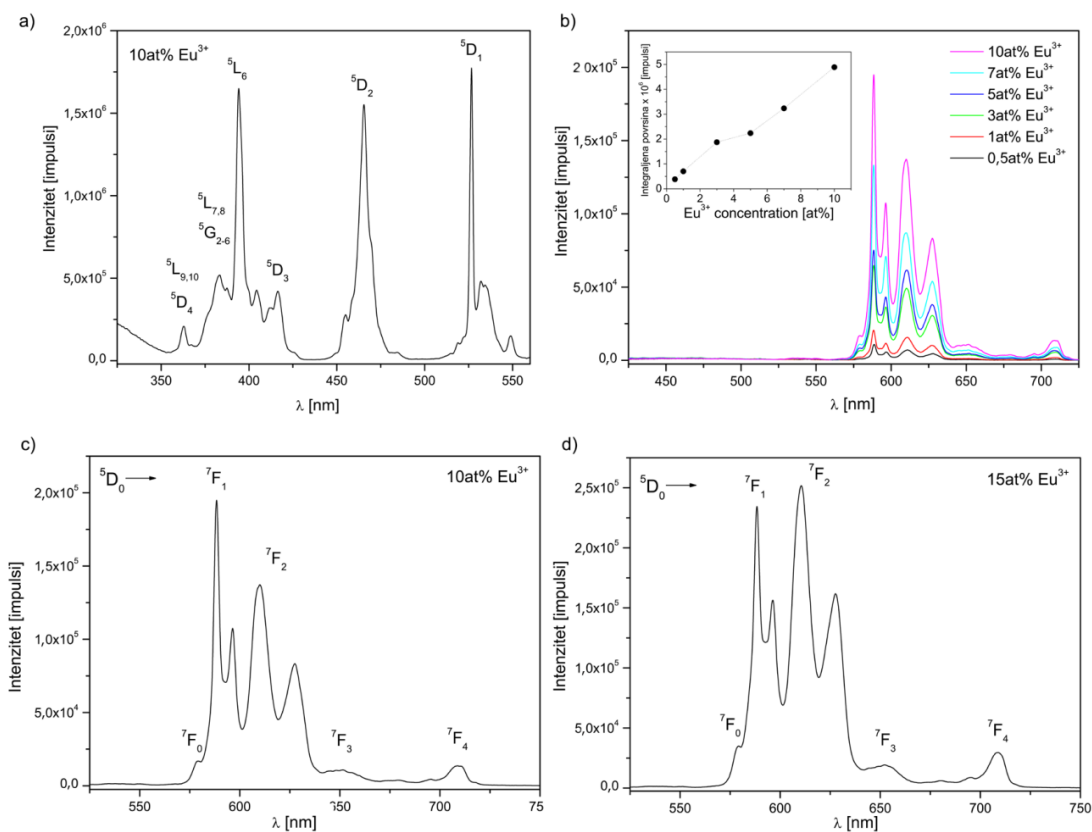 a)
10at% Eu³⁺
⁵L₆
⁵D₂
⁵D₁
⁵L₇,₈
⁵G₂₋₆
⁵L₉,₁₀
⁵D₄
⁵D₃
Intenzitet [impulsi]
2,0x10⁶
1,5x10⁶
1,0x10⁶
5,0x10⁵
0,0
350
400
450
500
550
λ [nm]
b)
10at% Eu³⁺
7at% Eu³⁺
5at% Eu³⁺
3at% Eu³⁺
1at% Eu³⁺
0,5at% Eu³⁺
Integraljena povrsina x 10⁶ [impulsi]
5
4
3
2
1
0
0
2
4
6
8
10
Eu³⁺ concentration [at%]
Intenzitet [impulsi]
2 0x10⁵
1,5x10⁵
1,0x10⁵
5,0x10⁴
0,0
450
500
550
600
650
700
λ [nm]
c)
⁵D₀
⁷F₁
10at% Eu³⁺
⁷F₂
⁷F₀
⁷F₃
⁷F₄
Intenzitet [impulsi]
2,0x10⁵
1,5x10⁵
1,0x10⁵
5,0x10⁴
0,0
550
600
150
700
75
λ [nm]
d)
⁵D₀
⁷F₁
⁷F₂
15at% Eu³⁺
⁷F₀
⁷F₃
⁷F₄
Intenzitet [impulsi]
2,5x10⁵
2,0x10⁵
1,5x10⁵
1,0x10⁵
5,0x10⁴
0,0
550
600
650
700
750
λ [nm]